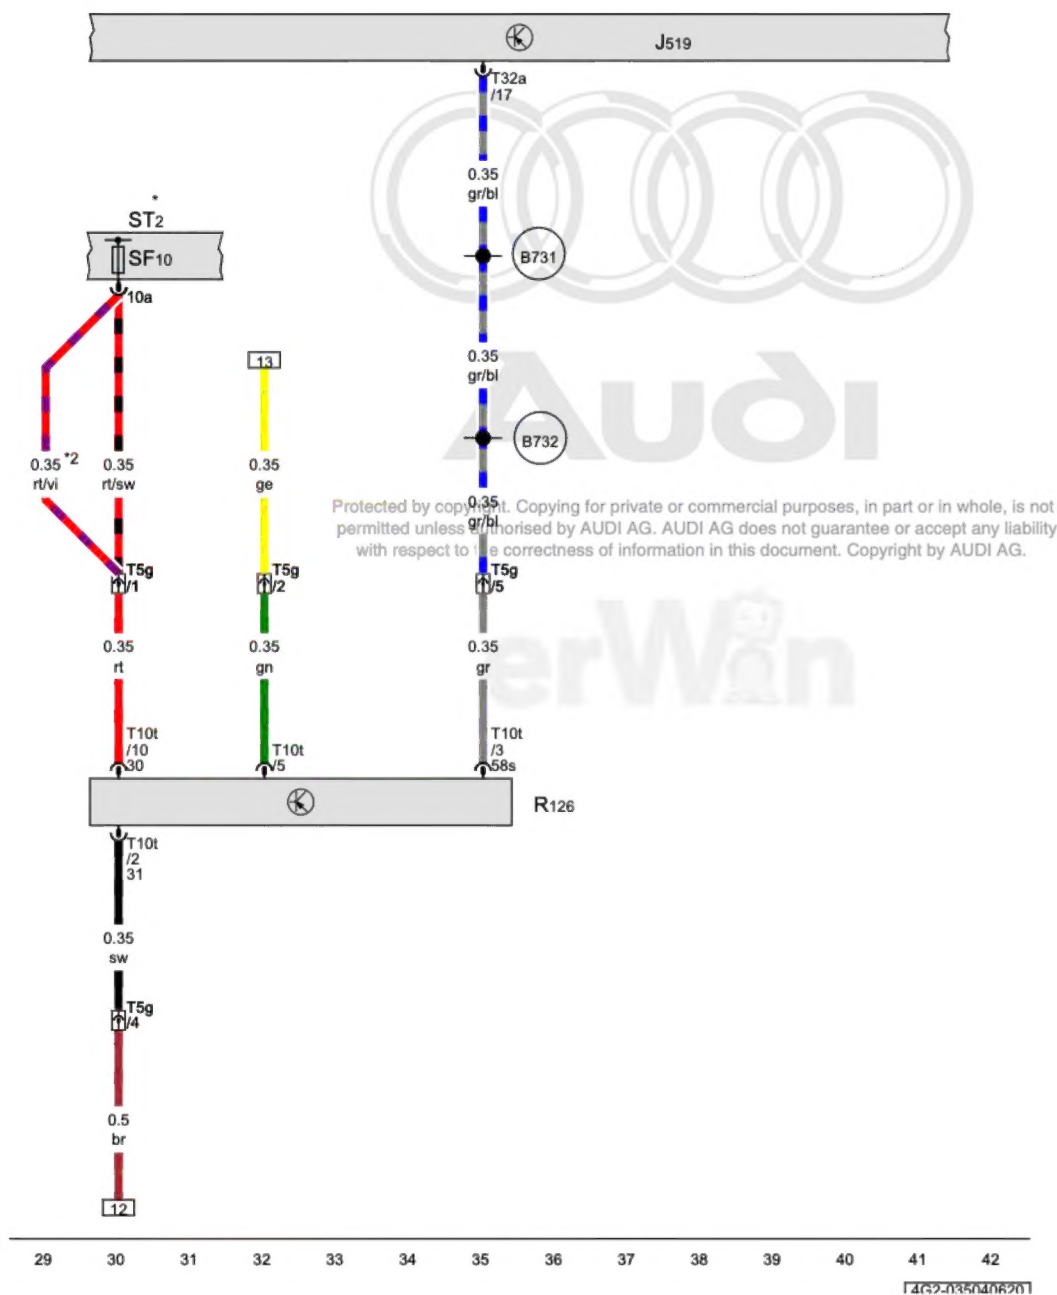 J519
T32a
/17
0.35
gr/bl
*
ST2
SF10
B731
10a
13
0.35
gr/bl
Audi
B732
0.35 *2
rt/vi
0.35
rt/sw
0.35
ge
0.35
gr/bl
Protected by copyright. Copying for private or commercial purposes, in part or in whole, is not
permitted unless authorised by AUDI AG. AUDI AG does not guarantee or accept any liability
with respect to the correctness of information in this document. Copyright by AUDI AG.
T5g
/1
T5g
/2
T5g
/5
0.35
rt
0.35
gn
0.35
gr
erWin
T10t
/10
30
T10t
/5
T10t
/3
58s
R126
T10t
/2
31
0.35
sw
T5g
/4
0.5
br
12
29 30 31 32 33 34 35 36 37 38 39 40 41 42
4G2-035040620